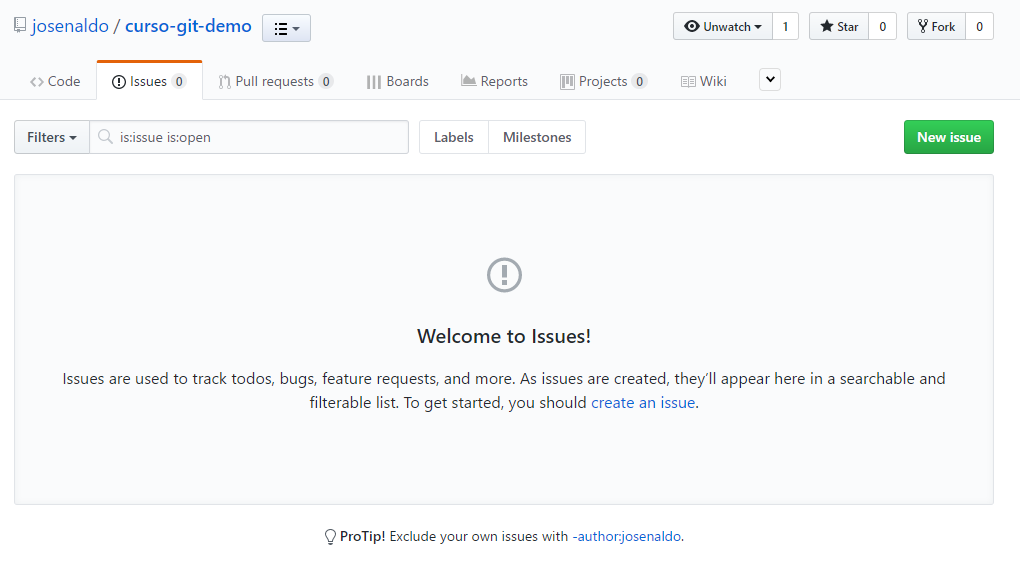 josenaldo / curso-git-demo
Unwatch 1 Star 0 Fork 0
Code Issues 0 Pull requests 0 Boards Reports Projects 0 Wiki
Filters is:issue is:open Labels Milestones New issue
Welcome to Issues!
Issues are used to track todos, bugs, feature requests, and more. As issues are created, they’ll appear here in a searchable and
filterable list. To get started, you should create an issue.
ProTip! Exclude your own issues with -author:josenaldo.